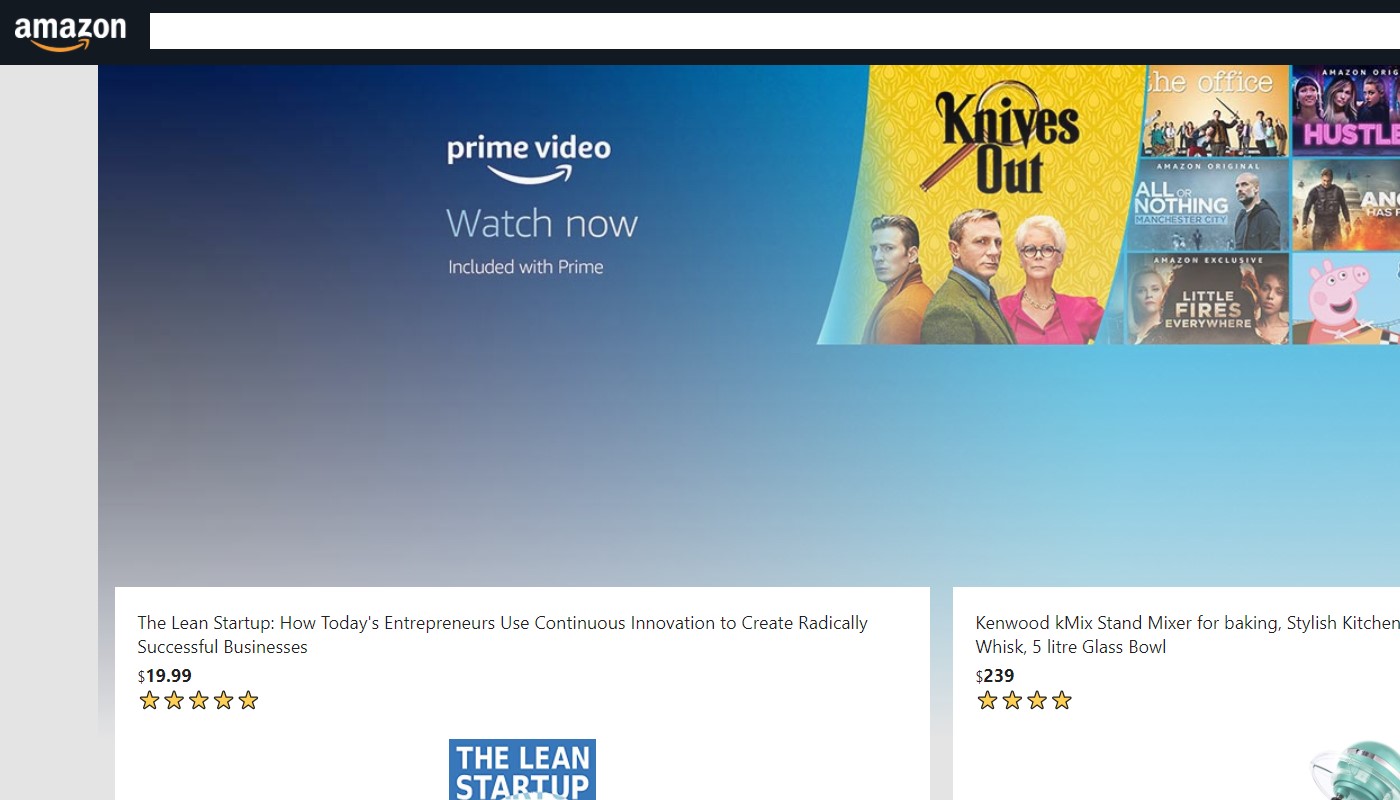 amazon
prime video
Watch now
Included with Prime
Knives
Out
the office
AMAZON ORIG
HUSTLE
AMAZON ORIGINAL
ALL OR
NOTHING
MANCHESTER CITY
HAS F
AMAZON EXCLUSIVE
LITTLE
FIRES
EVERYWHERE
The Lean Startup: How Today's Entrepreneurs Use Continuous Innovation to Create Radically
Successful Businesses
$19.99
Kenwood kMix Stand Mixer for baking, Stylish Kitchen
Whisk, 5 litre Glass Bowl
$239
THE LEAN
STARTUP